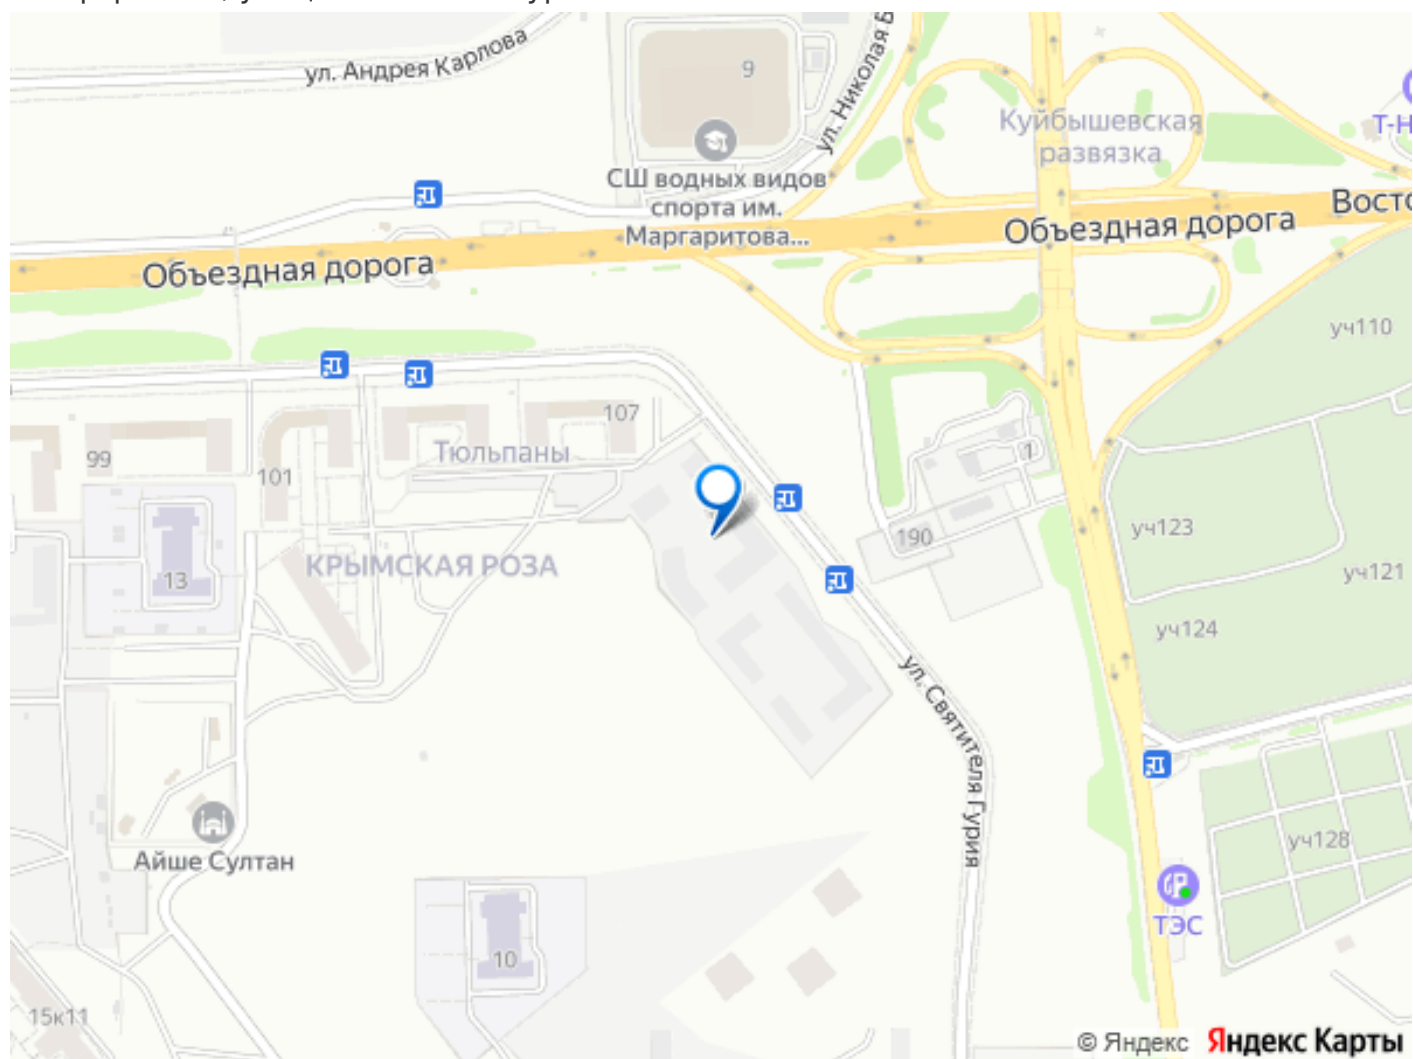 ул. Андрея Карлова
9
ул. Николая Б
Куйбышевская
развязка
Т-Н
СШ водных видов
спорта им.
Маргаритова...
Восто
Объездная дорога
Объездная дорога
уч110
107
Тюльпаны
99
101
190
1
уч123
КРЫМСКАЯ РОЗА
13
уч121
уч124
ул. Святителя Гурия
Айше Султан
уч128
ТЭС
10
15к11
© Яндекс Яндекс Карты